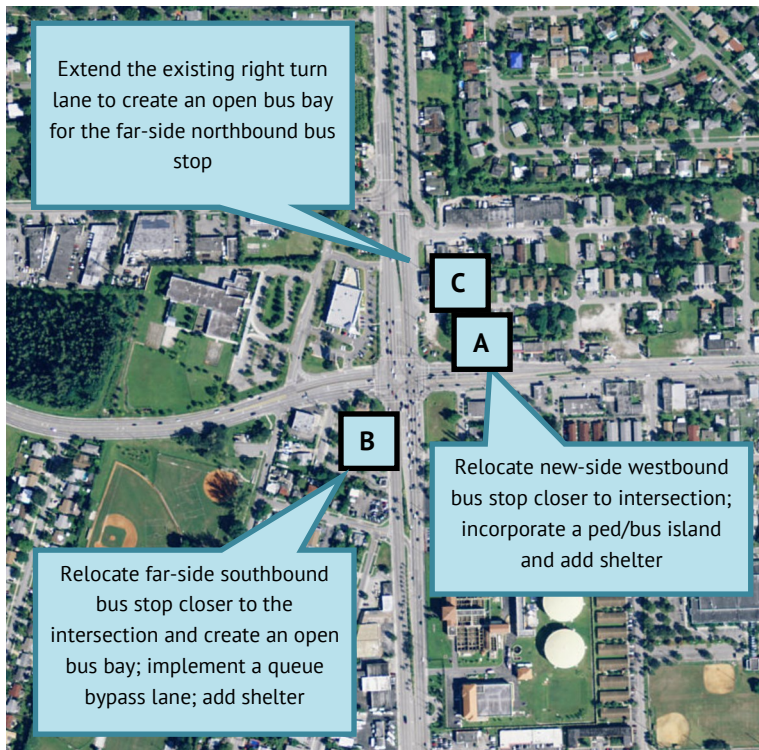 Extend the existing right turn
lane to create an open bus bay
for the far-side northbound bus
stop
C
A
B
Relocate new-side westbound
bus stop closer to intersection;
incorporate a ped/bus island
and add shelter
Relocate far-side southbound
bus stop closer to the
intersection and create an open
bus bay; implement a queue
bypass lane; add shelter